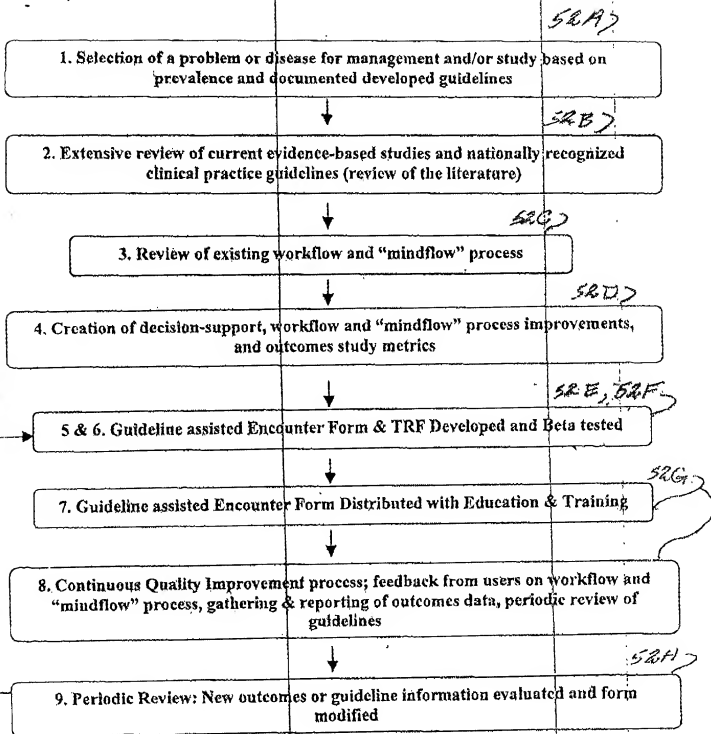 52A
1. Selection of a problem or disease for management and/or study based on
prevalence and documented developed guidelines
52B
2. Extensive review of current evidence-based studies and nationally recognized
clinical practice guidelines (review of the literature)
52C
3. Review of existing workflow and “mindflow” process
52D
4. Creation of decision-support, workflow and “mindflow” process improvements,
and outcomes study metrics
52E, 52F
5 & 6. Guideline assisted Encounter Form & TRF Developed and Beta tested
52G
7. Guideline assisted Encounter Form Distributed with Education & Training
8. Continuous Quality Improvement process; feedback from users on workflow and
“mindflow” process, gathering & reporting of outcomes data, periodic review of
guidelines
52H
9. Periodic Review: New outcomes or guideline information evaluated and form
modified